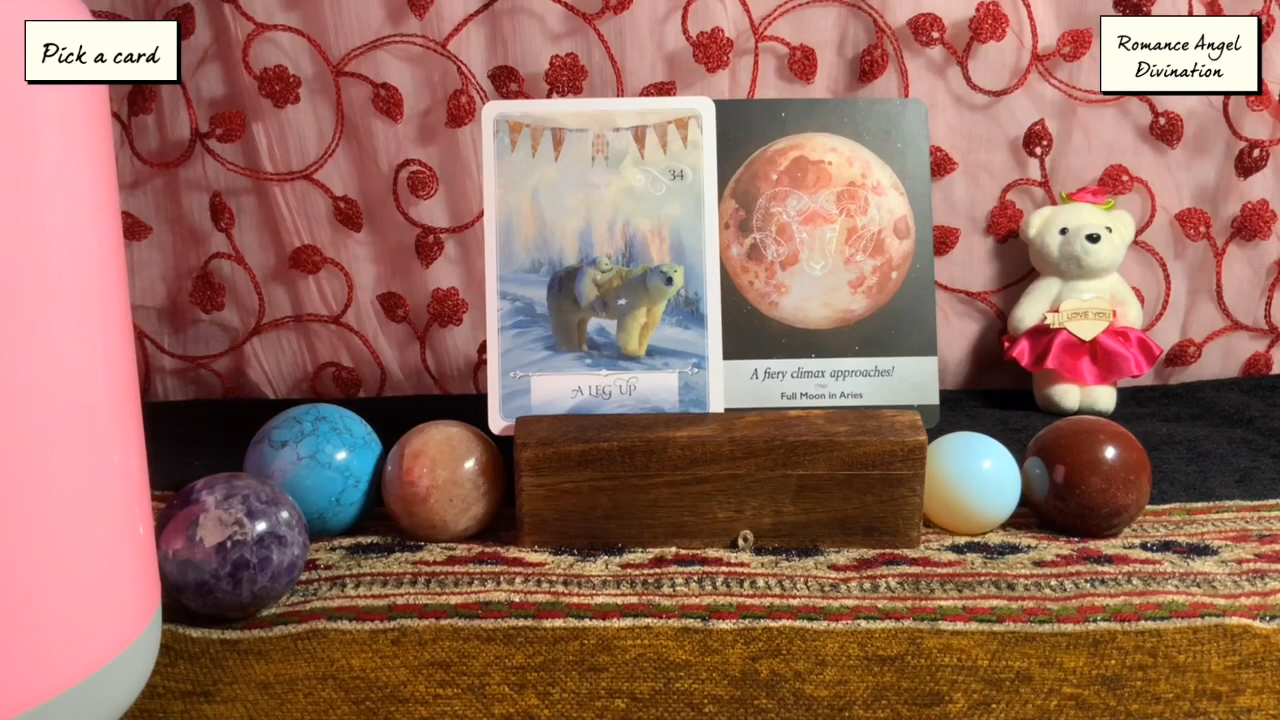 Pick a card
Romance Angel
Divination
34
A LEG UP
A fiery climax approaches!
Full Moon in Aries
I LOVE YOU